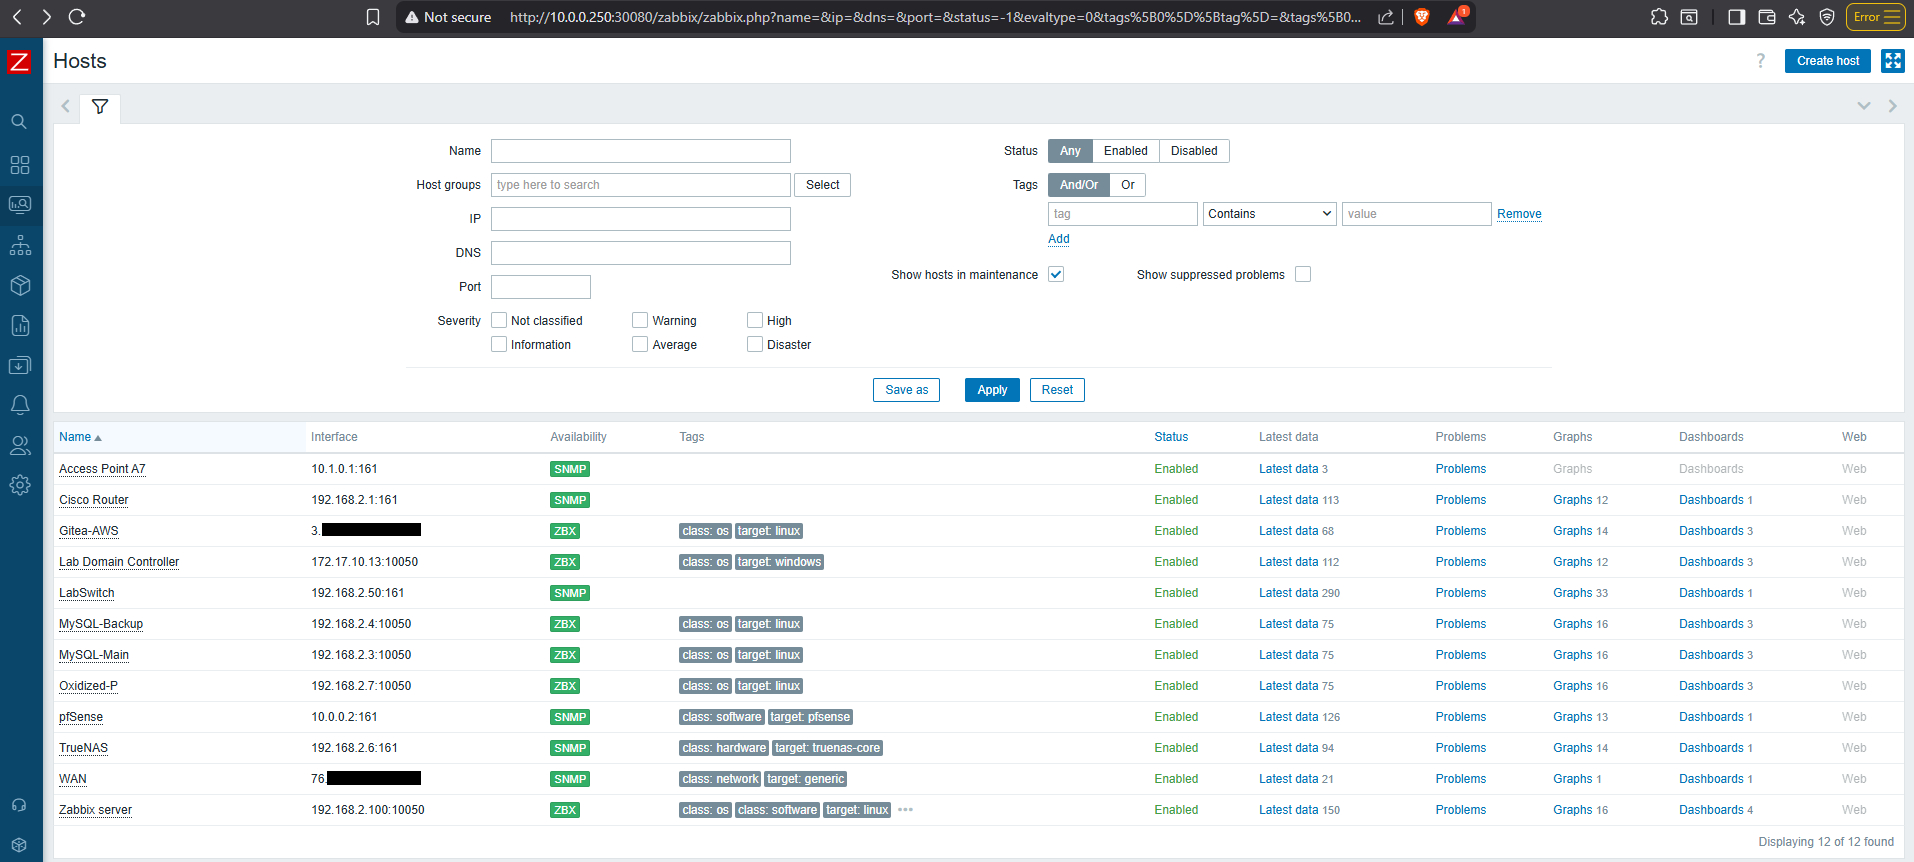 Not secure http://10.0.0.250:30080/zabbix/zabbix.php?name=&ip=&dns=&port=&status=-1&evaltype=0&tags%5B0%5D%5Btag%5D=&tags%5B0... 1 Error
Z Hosts ? Create host
Name Status Any Enabled Disabled
Host groups type here to search Select Tags And/Or Or
IP tag Contains value Remove
Add
DNS
Show hosts in maintenance Show suppressed problems
Port
Severity Not classified Warning High
Information Average Disaster
Save as Apply Reset
Name Interface Availability Tags Status Latest data Problems Graphs Dashboards Web
Access Point A7 10.1.0.1:161 SNMP Enabled Latest data 3 Problems Graphs Dashboards Web
Cisco Router 192.168.2.1:161 SNMP Enabled Latest data 113 Problems Graphs 12 Dashboards 1 Web
Gitea-AWS 3. ZBX class: os target: linux Enabled Latest data 68 Problems Graphs 14 Dashboards 3 Web
Lab Domain Controller 172.17.10.13:10050 ZBX class: os target: windows Enabled Latest data 112 Problems Graphs 12 Dashboards 3 Web
LabSwitch 192.168.2.50:161 SNMP Enabled Latest data 290 Problems Graphs 33 Dashboards 1 Web
MySQL-Backup 192.168.2.4:10050 ZBX class: os target: linux Enabled Latest data 75 Problems Graphs 16 Dashboards 3 Web
MySQL-Main 192.168.2.3:10050 ZBX class: os target: linux Enabled Latest data 75 Problems Graphs 16 Dashboards 3 Web
Oxidized-P 192.168.2.7:10050 ZBX class: os target: linux Enabled Latest data 75 Problems Graphs 16 Dashboards 3 Web
pfSense 10.0.0.2:161 SNMP class: software target: pfsense Enabled Latest data 126 Problems Graphs 13 Dashboards 1 Web
TrueNAS 192.168.2.6:161 SNMP class: hardware target: truenas-core Enabled Latest data 94 Problems Graphs 14 Dashboards 1 Web
WAN 76. SNMP class: network target: generic Enabled Latest data 21 Problems Graphs 1 Dashboards 1 Web
Zabbix server 192.168.2.100:10050 ZBX class: os class: software target: linux ••• Enabled Latest data 150 Problems Graphs 16 Dashboards 4 Web
Displaying 12 of 12 found